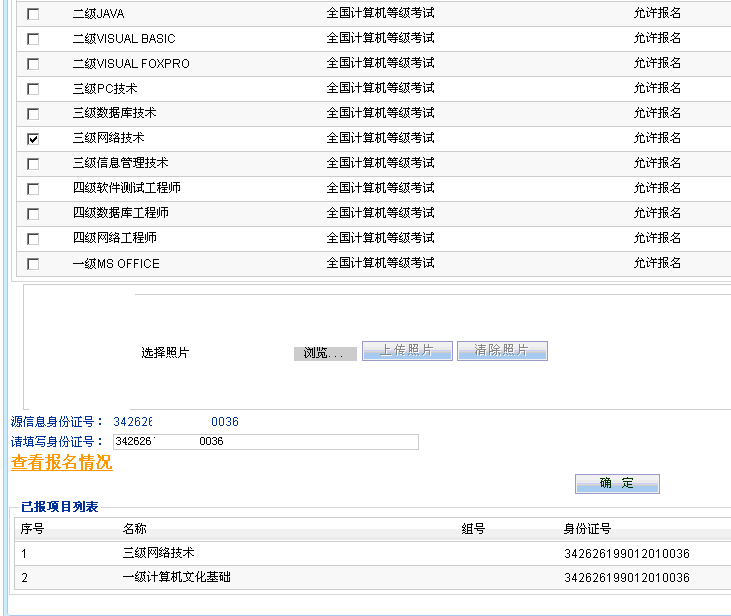 二级JAVA 全国计算机等级考试 允许报名
二级VISUAL BASIC 全国计算机等级考试 允许报名
二级VISUAL FOXPRO 全国计算机等级考试 允许报名
三级PC技术 全国计算机等级考试 允许报名
三级数据库技术 全国计算机等级考试 允许报名
三级网络技术 全国计算机等级考试 允许报名
三级信息管理技术 全国计算机等级考试 允许报名
四级软件测试工程师 全国计算机等级考试 允许报名
四级数据库工程师 全国计算机等级考试 允许报名
四级网络工程师 全国计算机等级考试 允许报名
一级MS OFFICE 全国计算机等级考试 允许报名
选择照片 浏览... 上传照片 清除照片
源信息身份证号： 342626 0036
请填写身份证号： 342626 0036
查看报名情况
确 定
已报项目列表
序号 名称 组号 身份证号
1 三级网络技术 342626199012010036
2 一级计算机文化基础 342626199012010036